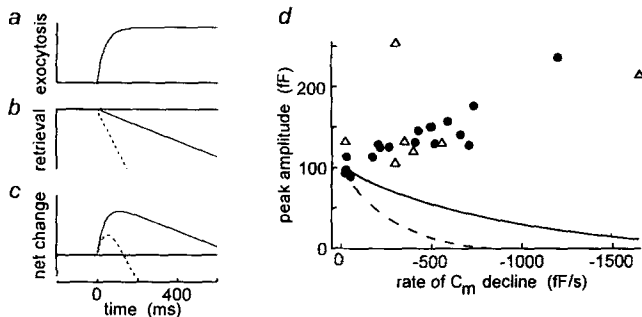 a
exocytosis
b
retrieval
c
net change
0 400
time (ms)
d
peak amplitude (fF)
200
100
0
0 -500 -1000 -1500
rate of Cm decline (fF/s)